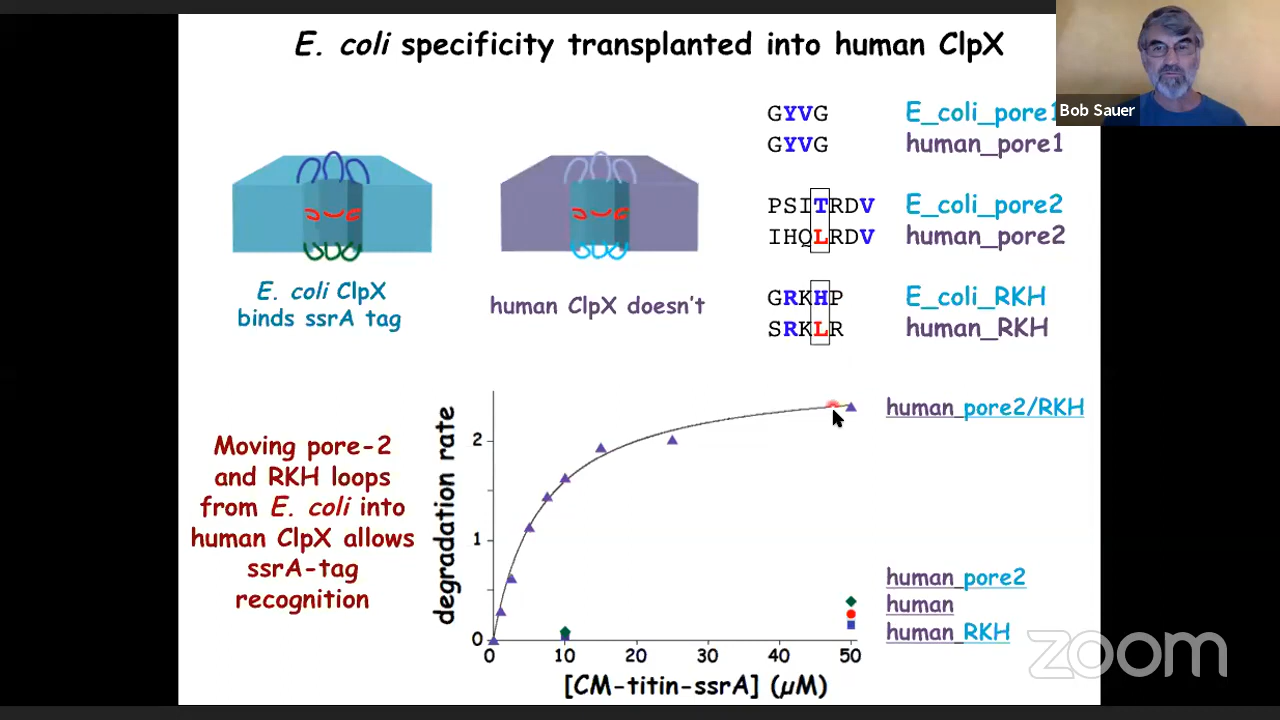 E. coli specificity transplanted into human ClpX
Bob Sauer
GYVG E_coli_pore1
GYVG human_pore1
PSITRDV E_coli_pore2
IHQLRDV human_pore2
GRKHP E_coli_RKH
SRKLR human_RKH
E. coli ClpX
binds ssrA tag
human ClpX doesn't
Moving pore-2
and RKH loops
from E. coli into
human ClpX allows
ssrA-tag
recognition
degradation rate
2
1
0
0 10 20 30 40 50
[CM-titin-ssrA] (µM)
human_pore2/RKH
human_pore2
human
human_RKH
zoom